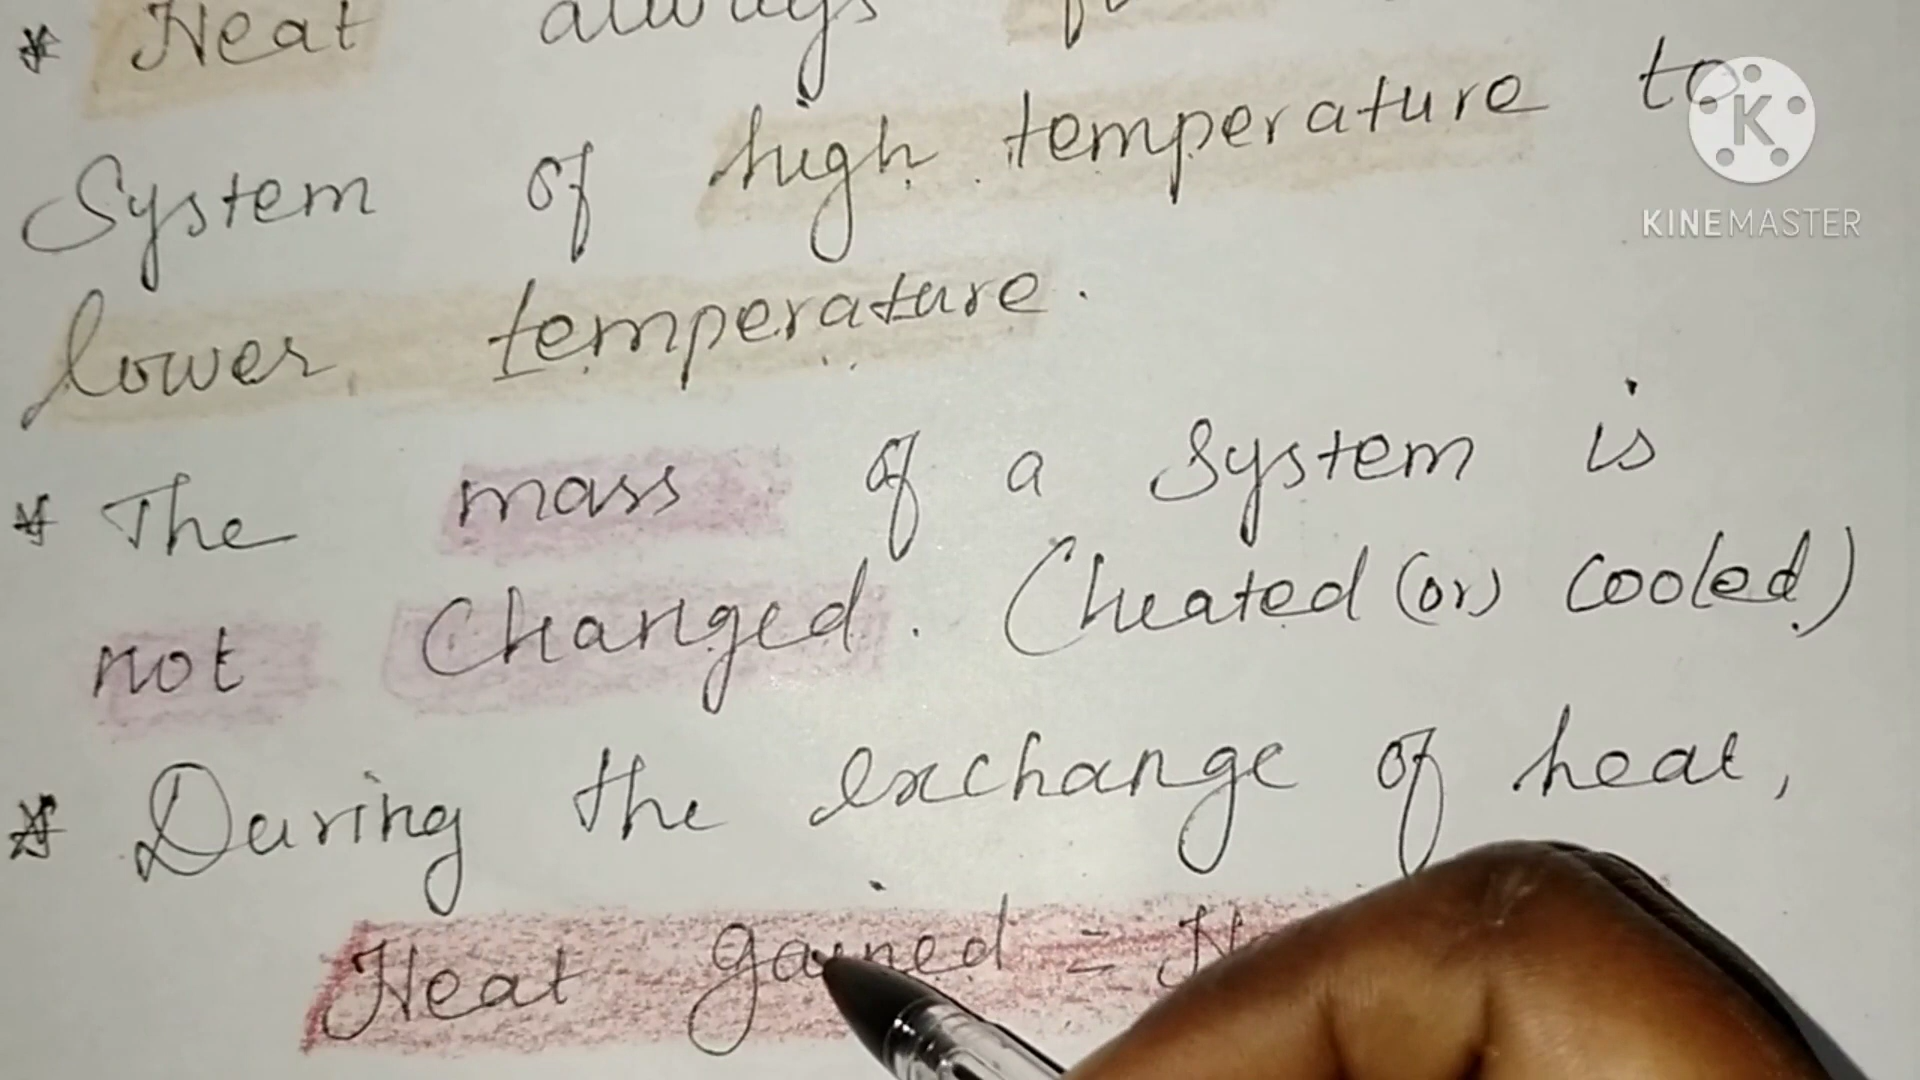 * Heat always
System of high temperature to
lower temperature.
* The mass of a System is
not Changed. (heated (or) cooled)
* During the exchange of heat,
Heat gained =
K
KINEMASTER